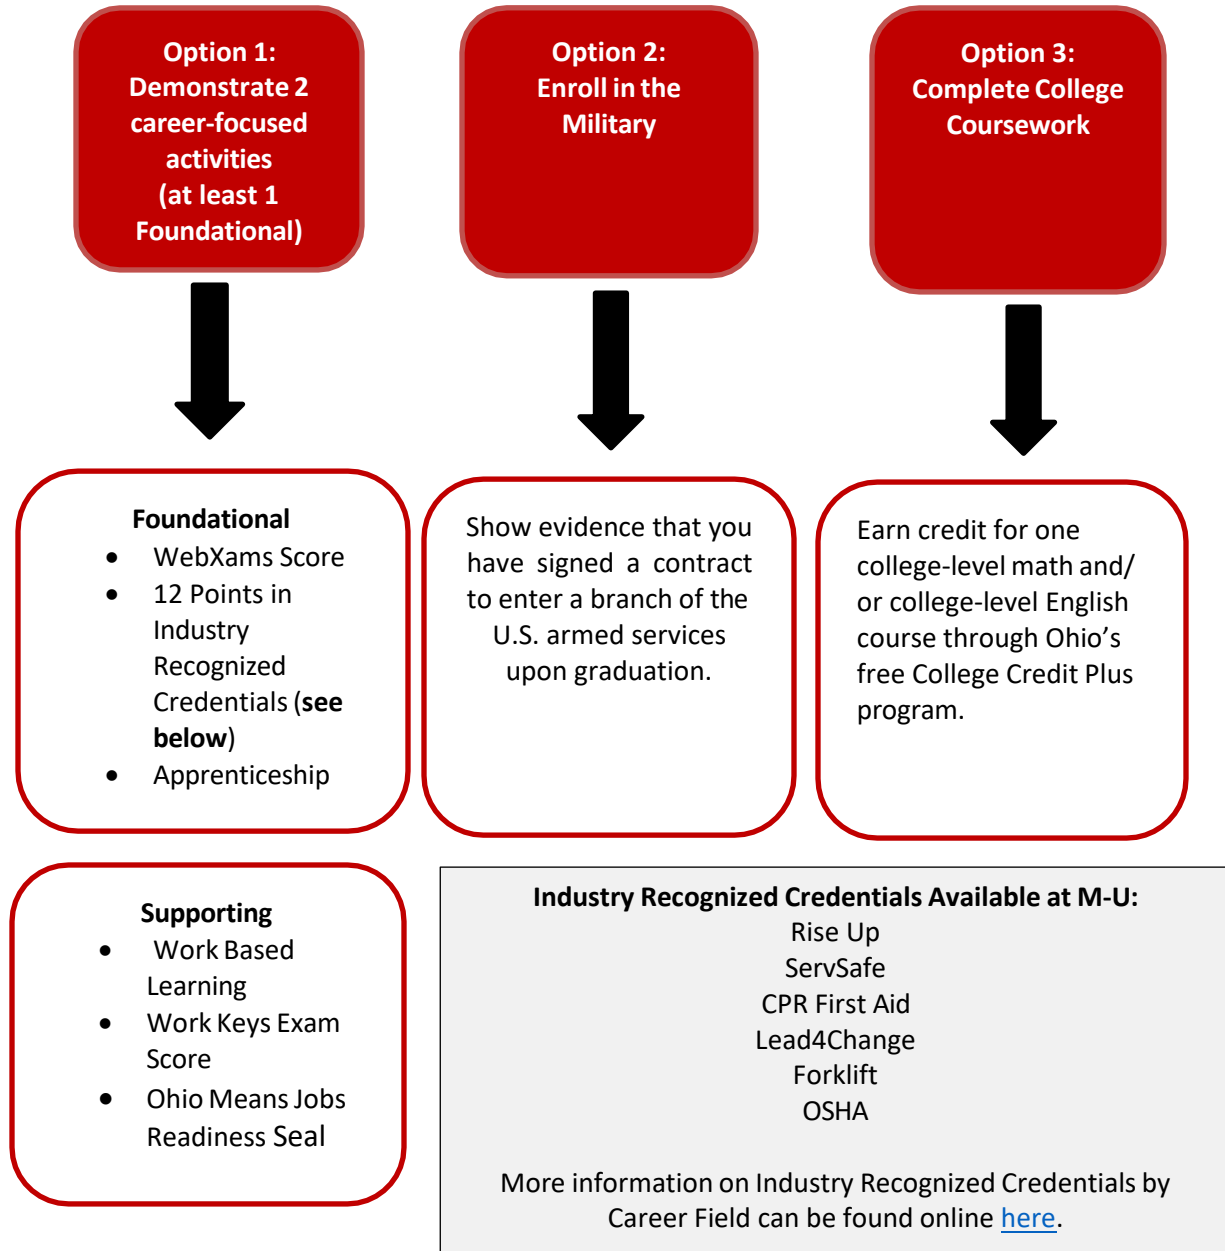 Option 1:
Demonstrate 2
career-focused
activities
(at least 1
Foundational)
Option 2:
Enroll in the
Military
Option 3:
Complete College
Coursework
Foundational
• WebXams Score
• 12 Points in
Industry
Recognized
Credentials (see
below)
• Apprenticeship
Show evidence that you
have signed a contract
to enter a branch of the
U.S. armed services
upon graduation.
Earn credit for one
college-level math and/
or college-level English
course through Ohio’s
free College Credit Plus
program.
Supporting
• Work Based
Learning
• Work Keys Exam
Score
• Ohio Means Jobs
Readiness Seal
Industry Recognized Credentials Available at M-U:
Rise Up
ServSafe
CPR First Aid
Lead4Change
Forklift
OSHA
More information on Industry Recognized Credentials by
Career Field can be found online here.